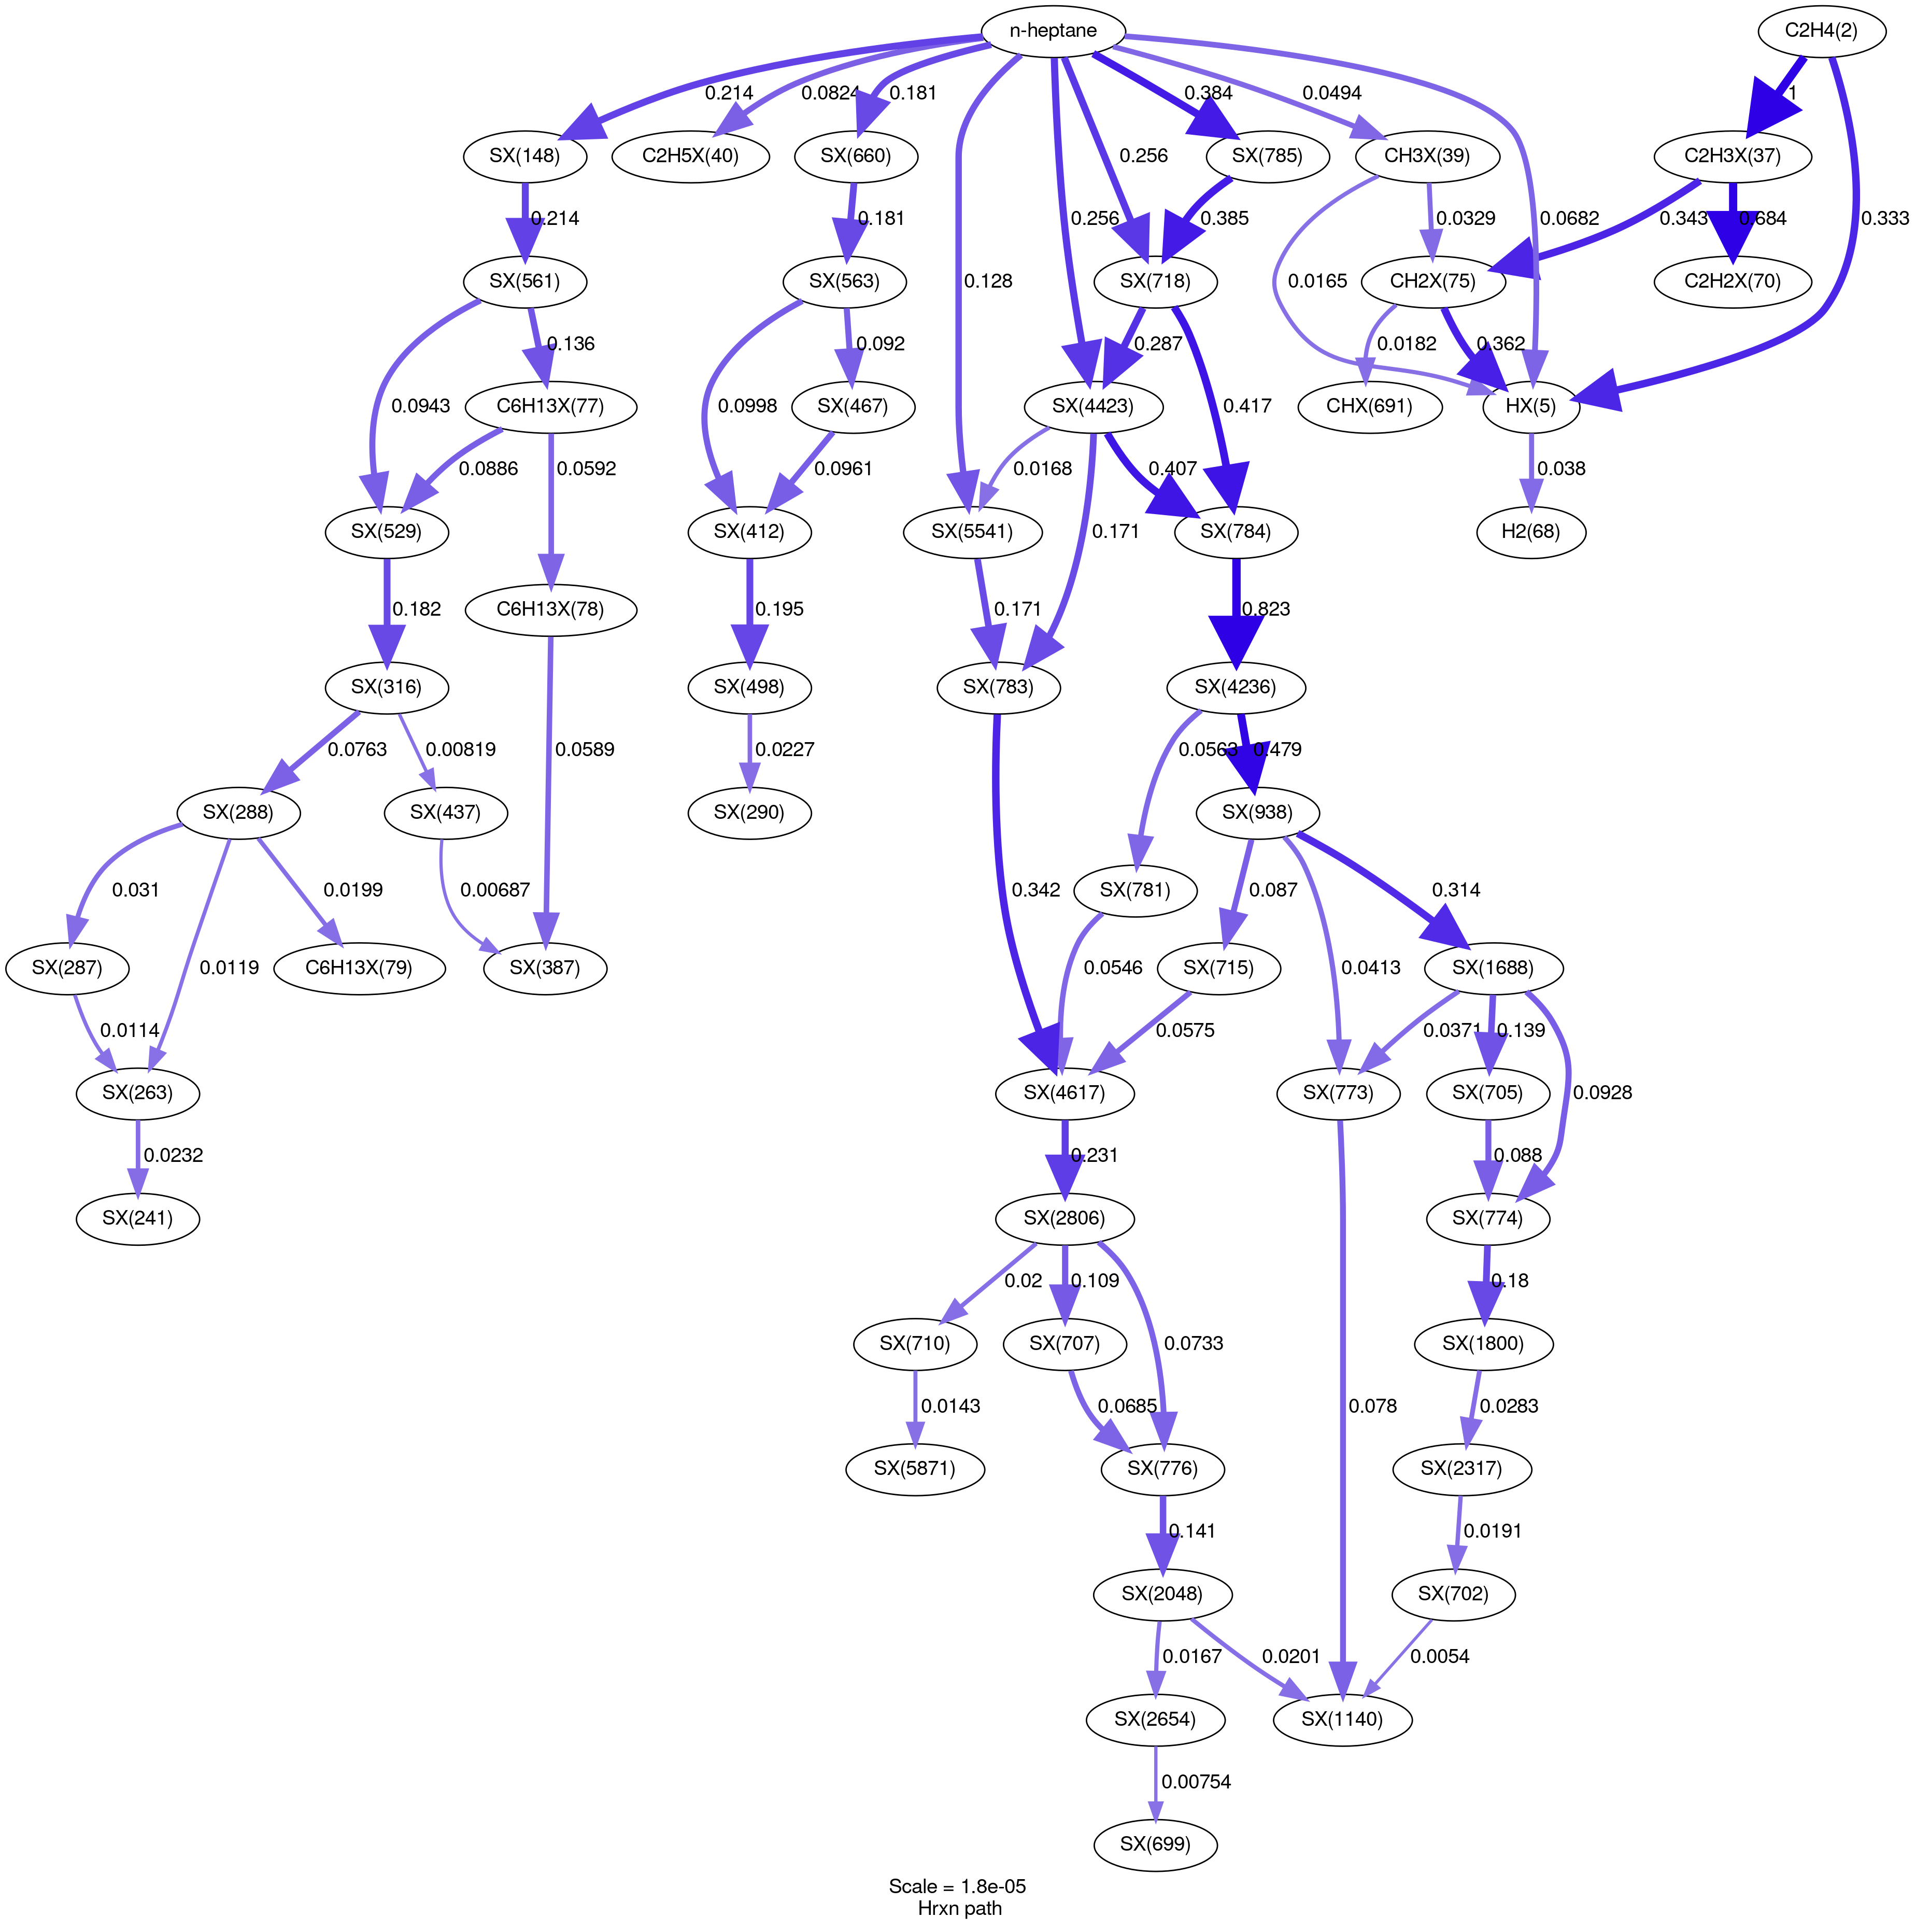 n-heptane
C2H4(2)
0.214
0.0824
0.181
0.384
0.0494
1
SX(148)
C2H5X(40)
SX(660)
0.256
SX(785)
CH3X(39)
C2H3X(37)
0.214
0.181
0.128
0.256
0.385
0.0165
0.0329
0.0682
0.343
0.684
0.333
SX(561)
SX(563)
SX(718)
CH2X(75)
C2H2X(70)
0.0943
0.136
0.0998
0.092
0.287
0.417
0.0182
0.362
C6H13X(77)
SX(467)
SX(4423)
CHX(691)
HX(5)
0.0886
0.0592
0.0961
0.0168
0.171
0.407
0.038
SX(529)
SX(412)
SX(5541)
SX(784)
H2(68)
0.182
C6H13X(78)
0.195
0.171
0.823
SX(316)
SX(498)
SX(783)
SX(4236)
0.0763
0.00819
0.0589
0.0227
0.342
0.0563
0.479
SX(288)
SX(437)
SX(290)
SX(938)
0.031
0.0119
0.0199
0.00687
SX(781)
0.087
0.0413
0.314
SX(287)
C6H13X(79)
SX(387)
0.0546
SX(715)
SX(1688)
0.0114
0.0575
0.0371
0.139
0.0928
SX(263)
SX(4617)
SX(773)
SX(705)
0.0232
0.231
0.088
SX(241)
SX(2806)
SX(774)
0.02
0.109
0.0733
0.18
SX(710)
SX(707)
SX(1800)
0.0143
0.0685
0.078
0.0283
SX(5871)
SX(776)
SX(2317)
0.141
0.0191
SX(2048)
SX(702)
0.0167
0.0201
0.0054
SX(2654)
SX(1140)
0.00754
SX(699)
Scale = 1.8e-05
Hrxn path